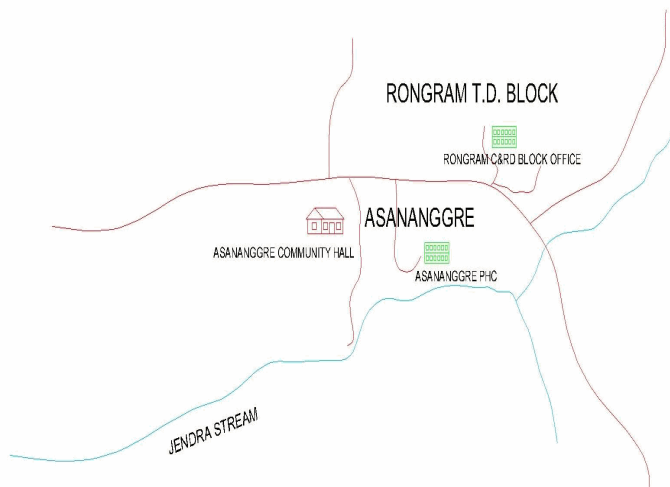 RONGRAM T.D. BLOCK
RONGRAM C&RD BLOCK OFFICE
ASANANGGRE
ASANANGGRE COMMUNITY HALL
ASANANGGRE PHC
JENDRA STREAM